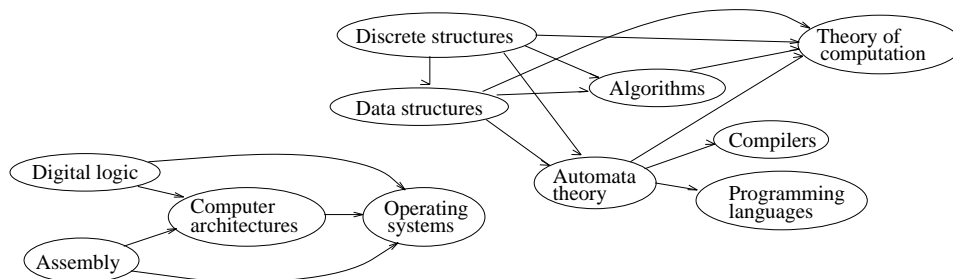 Discrete structures
Theory of
computation
Algorithms
Data structures
Compilers
Digital logic
Automata
theory
Programming
languages
Computer
architectures
Operating
systems
Assembly